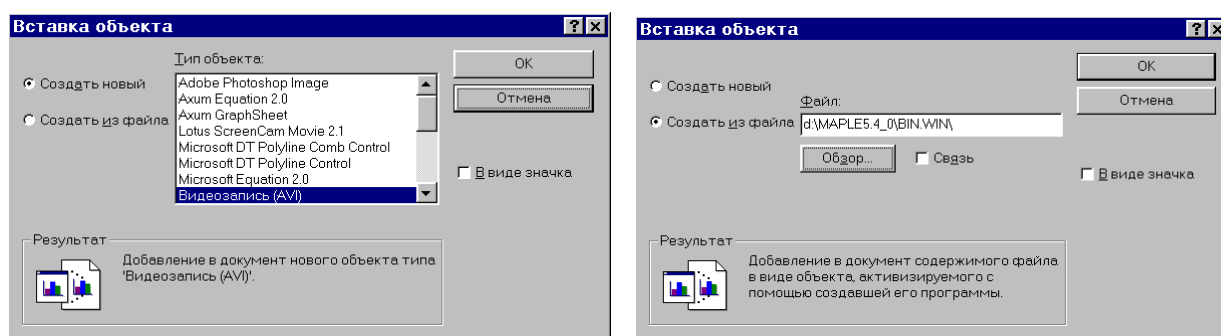 Вставка объекта
Тип объекта:
Создать новый
Создать из файла
Adobe Photoshop Image
Axum Equation 2.0
Axum GraphSheet
Lotus ScreenCam Movie 2.1
Microsoft DT Polyline Comb Control
Microsoft DT Polyline Control
Microsoft Equation 2.0
Видеозапись (AVI)
OK
Отмена
В виде значка
Результат
Добавление в документ нового объекта типа
'Видеозапись (AVI)'.
Вставка объекта
Создать новый
Файл:
Создать из файла
d:\MAPLE5.4_0\BIN.WIN\
Обзор...
Связь
OK
Отмена
В виде значка
Результат
Добавление в документ содержимого файла
в виде объекта, активизируемого с
помощью создавшей его программы.